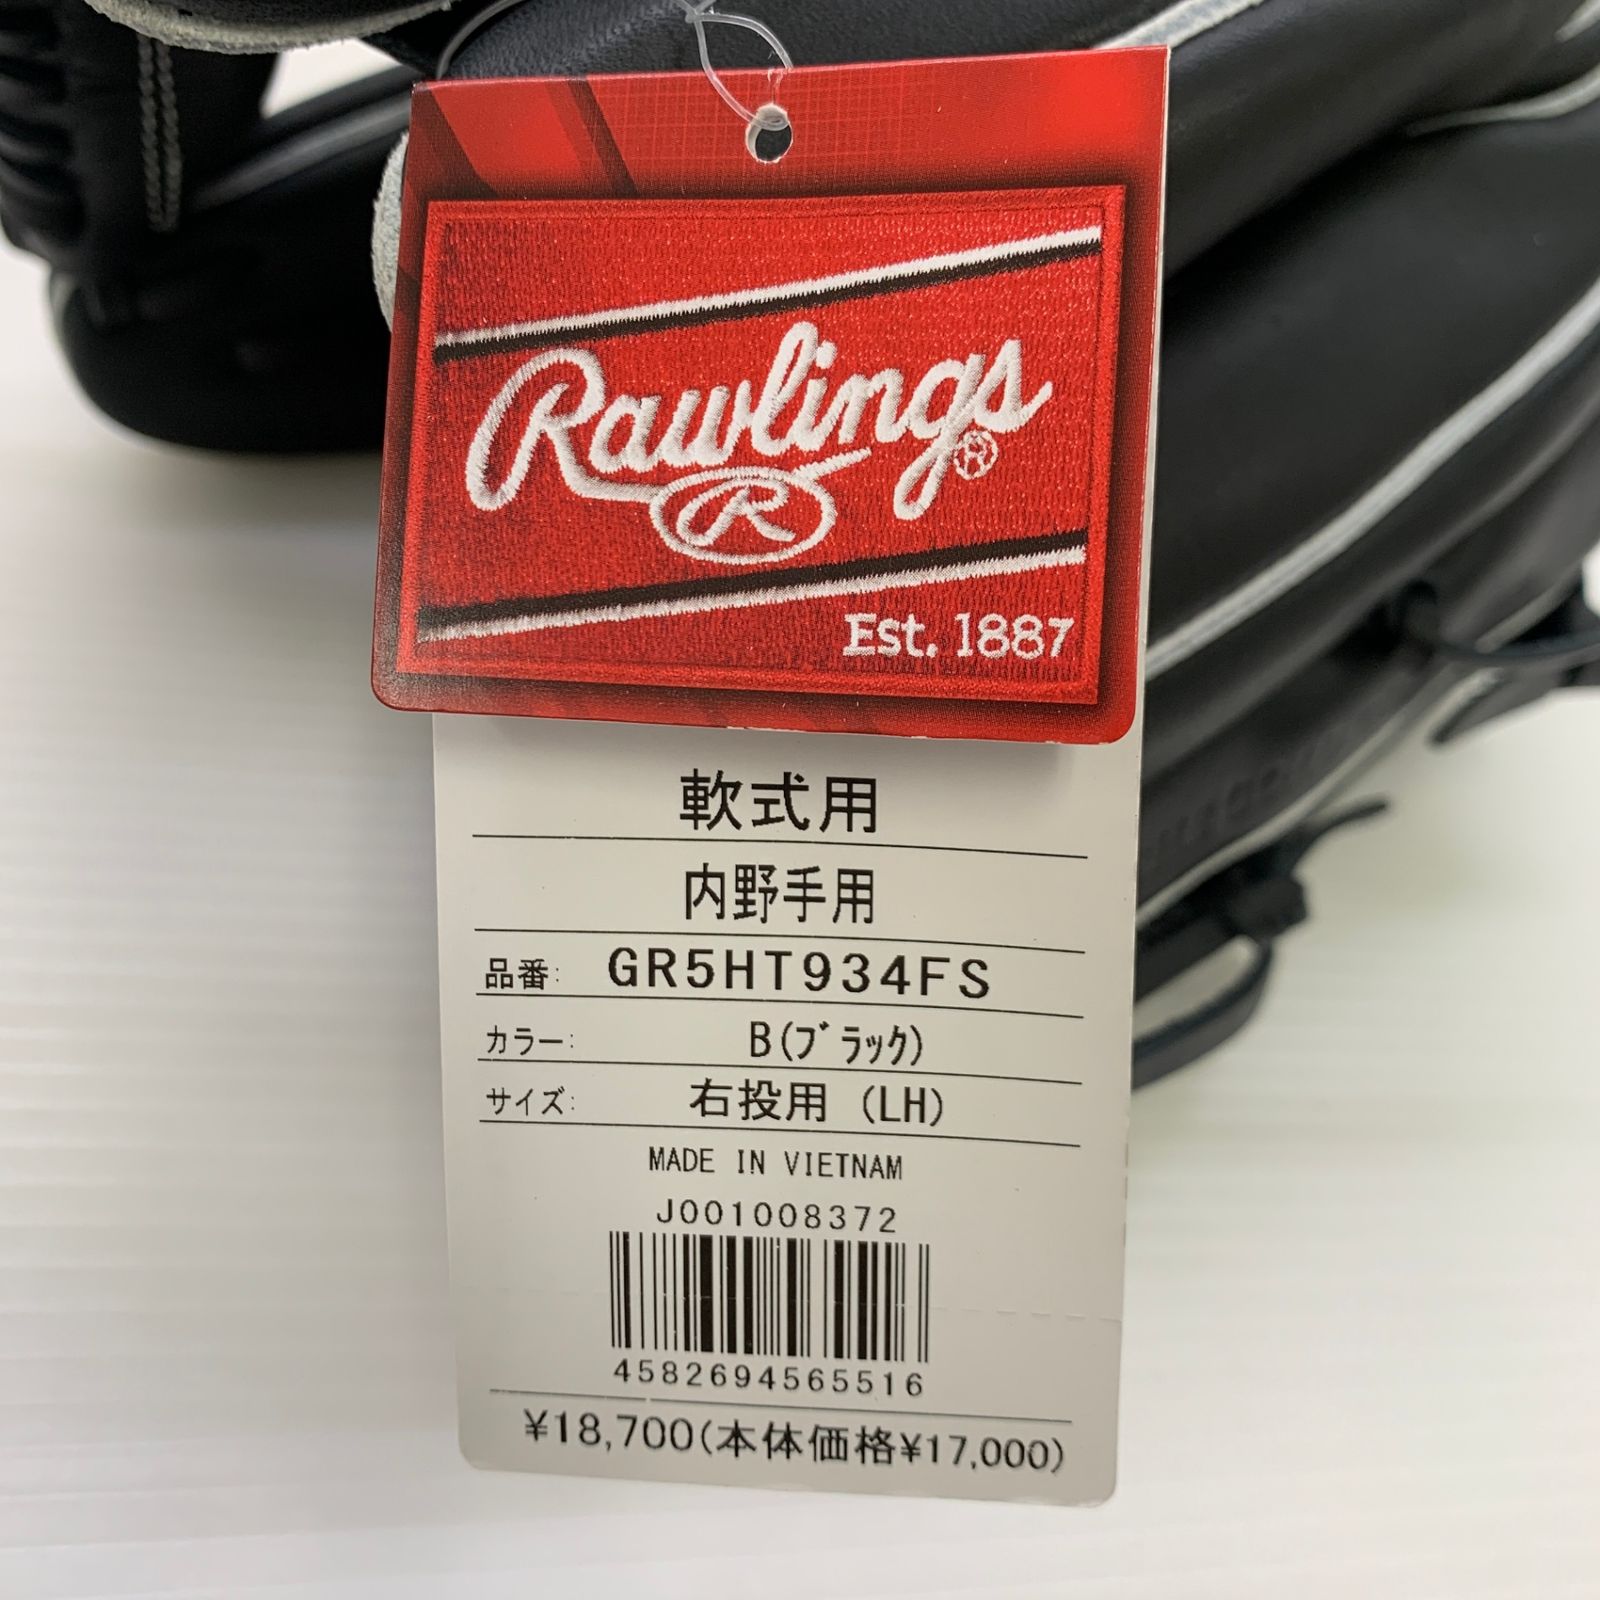 Rawlings®
R
Est. 1887
軟式用
内野手用
品番: GR5HT934FS
カラー: B(ブラック)
サイズ: 右投用 (LH)
MADE IN VIETNAM
J001008372
4582694565516
¥18,700(本体価格¥17,000)